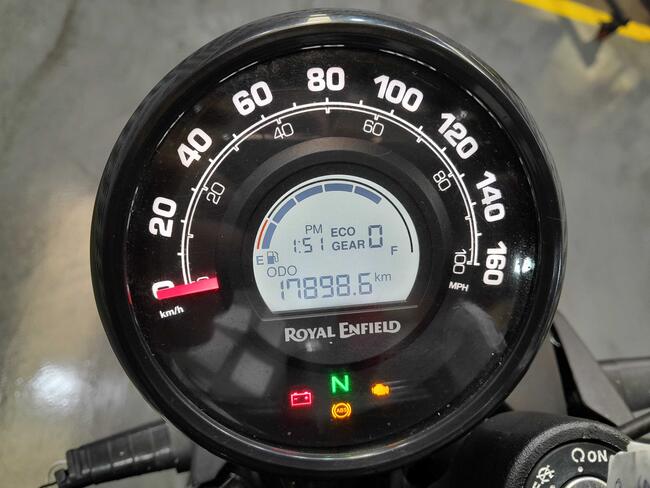 0 20 40 60 80 100 120 140 160
20 40 60 80 100
km/h
MPH
PM ECO
1:51 GEAR 0
E F
ODO
17898.6 km
ROYAL ENFIELD
N
ABS
ON